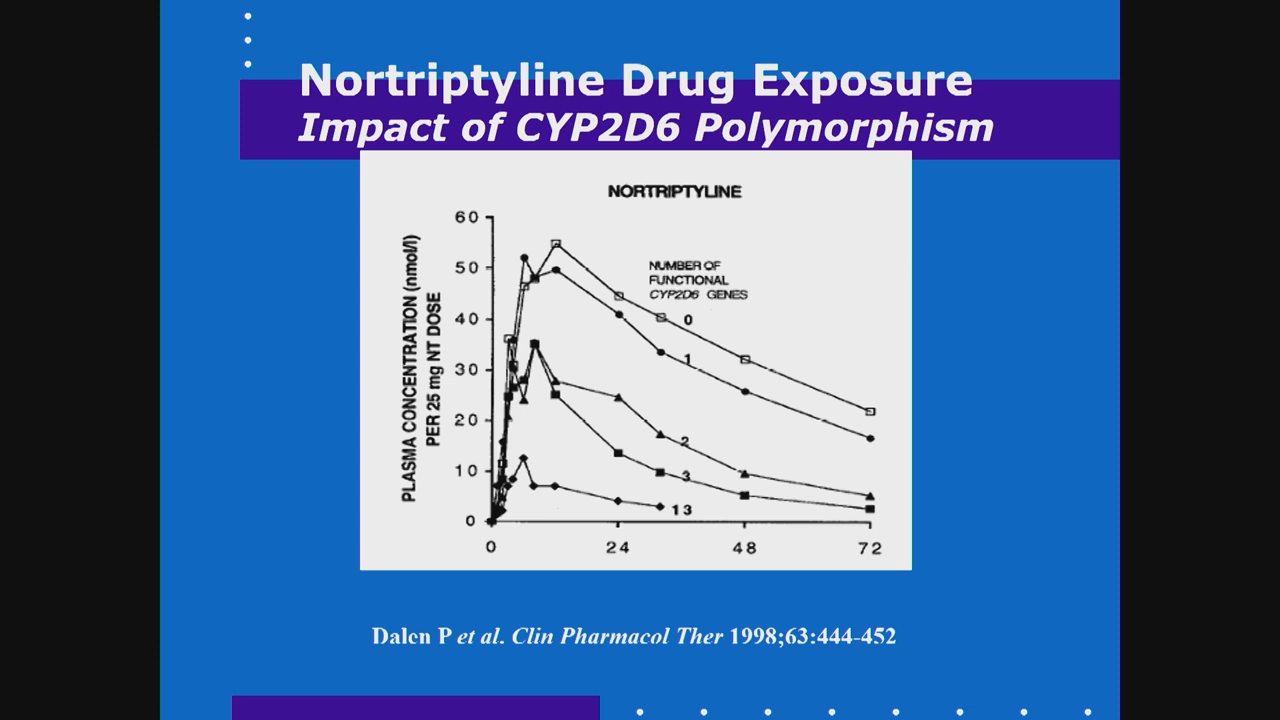 Nortriptyline Drug Exposure
Impact of CYP2D6 Polymorphism
NORTRIPTYLINE
PLASMA CONCENTRATION (nmol/l)
PER 25 mg NT DOSE
60
50
40
30
20
10
0
NUMBER OF
FUNCTIONAL
CYP2D6 GENES
0
1
2
3
13
0 24 48 72
Dalen P et al. Clin Pharmacol Ther 1998;63:444-452